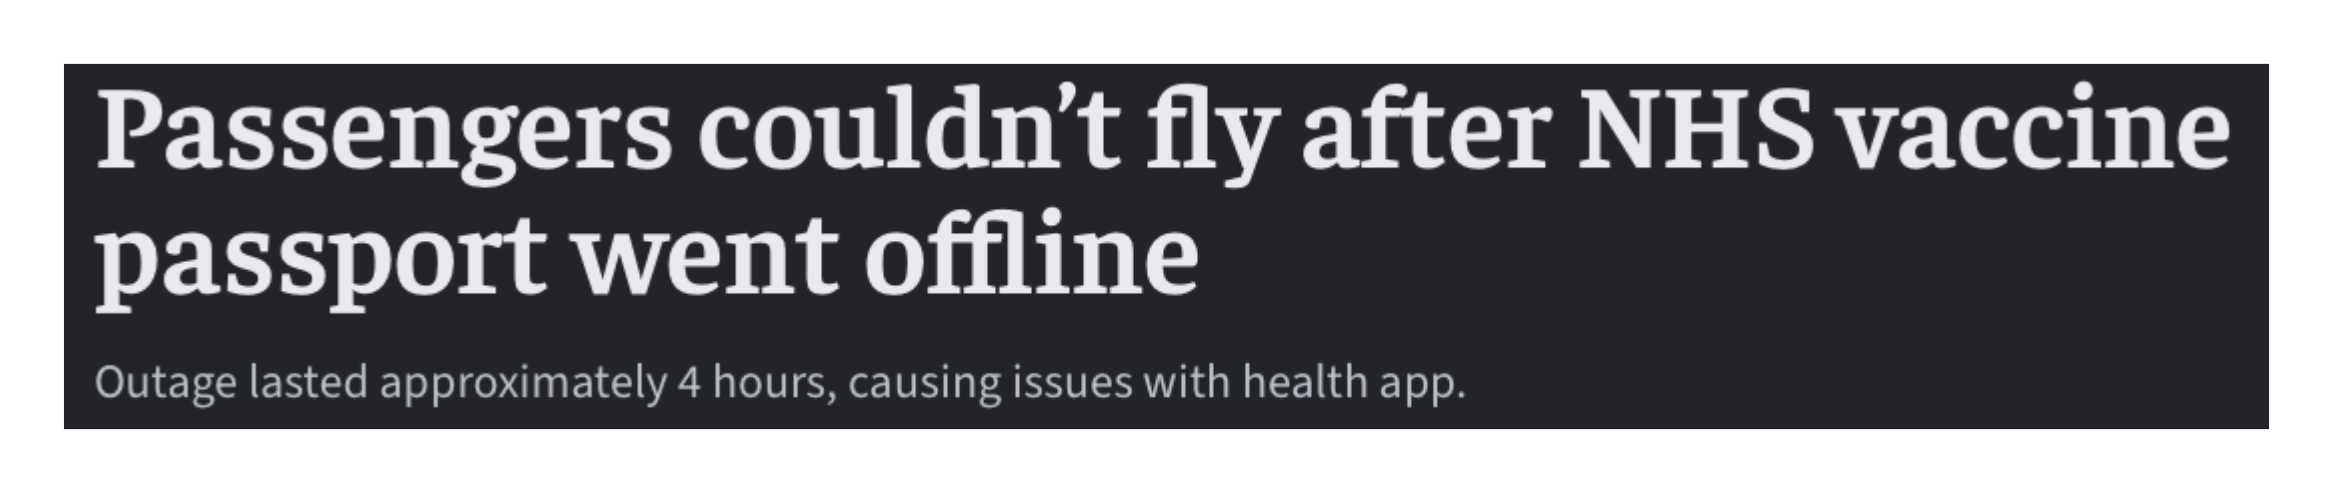 Passengers couldn’t fly after NHS vaccine
passport went offline
Outage lasted approximately 4 hours, causing issues with health app.